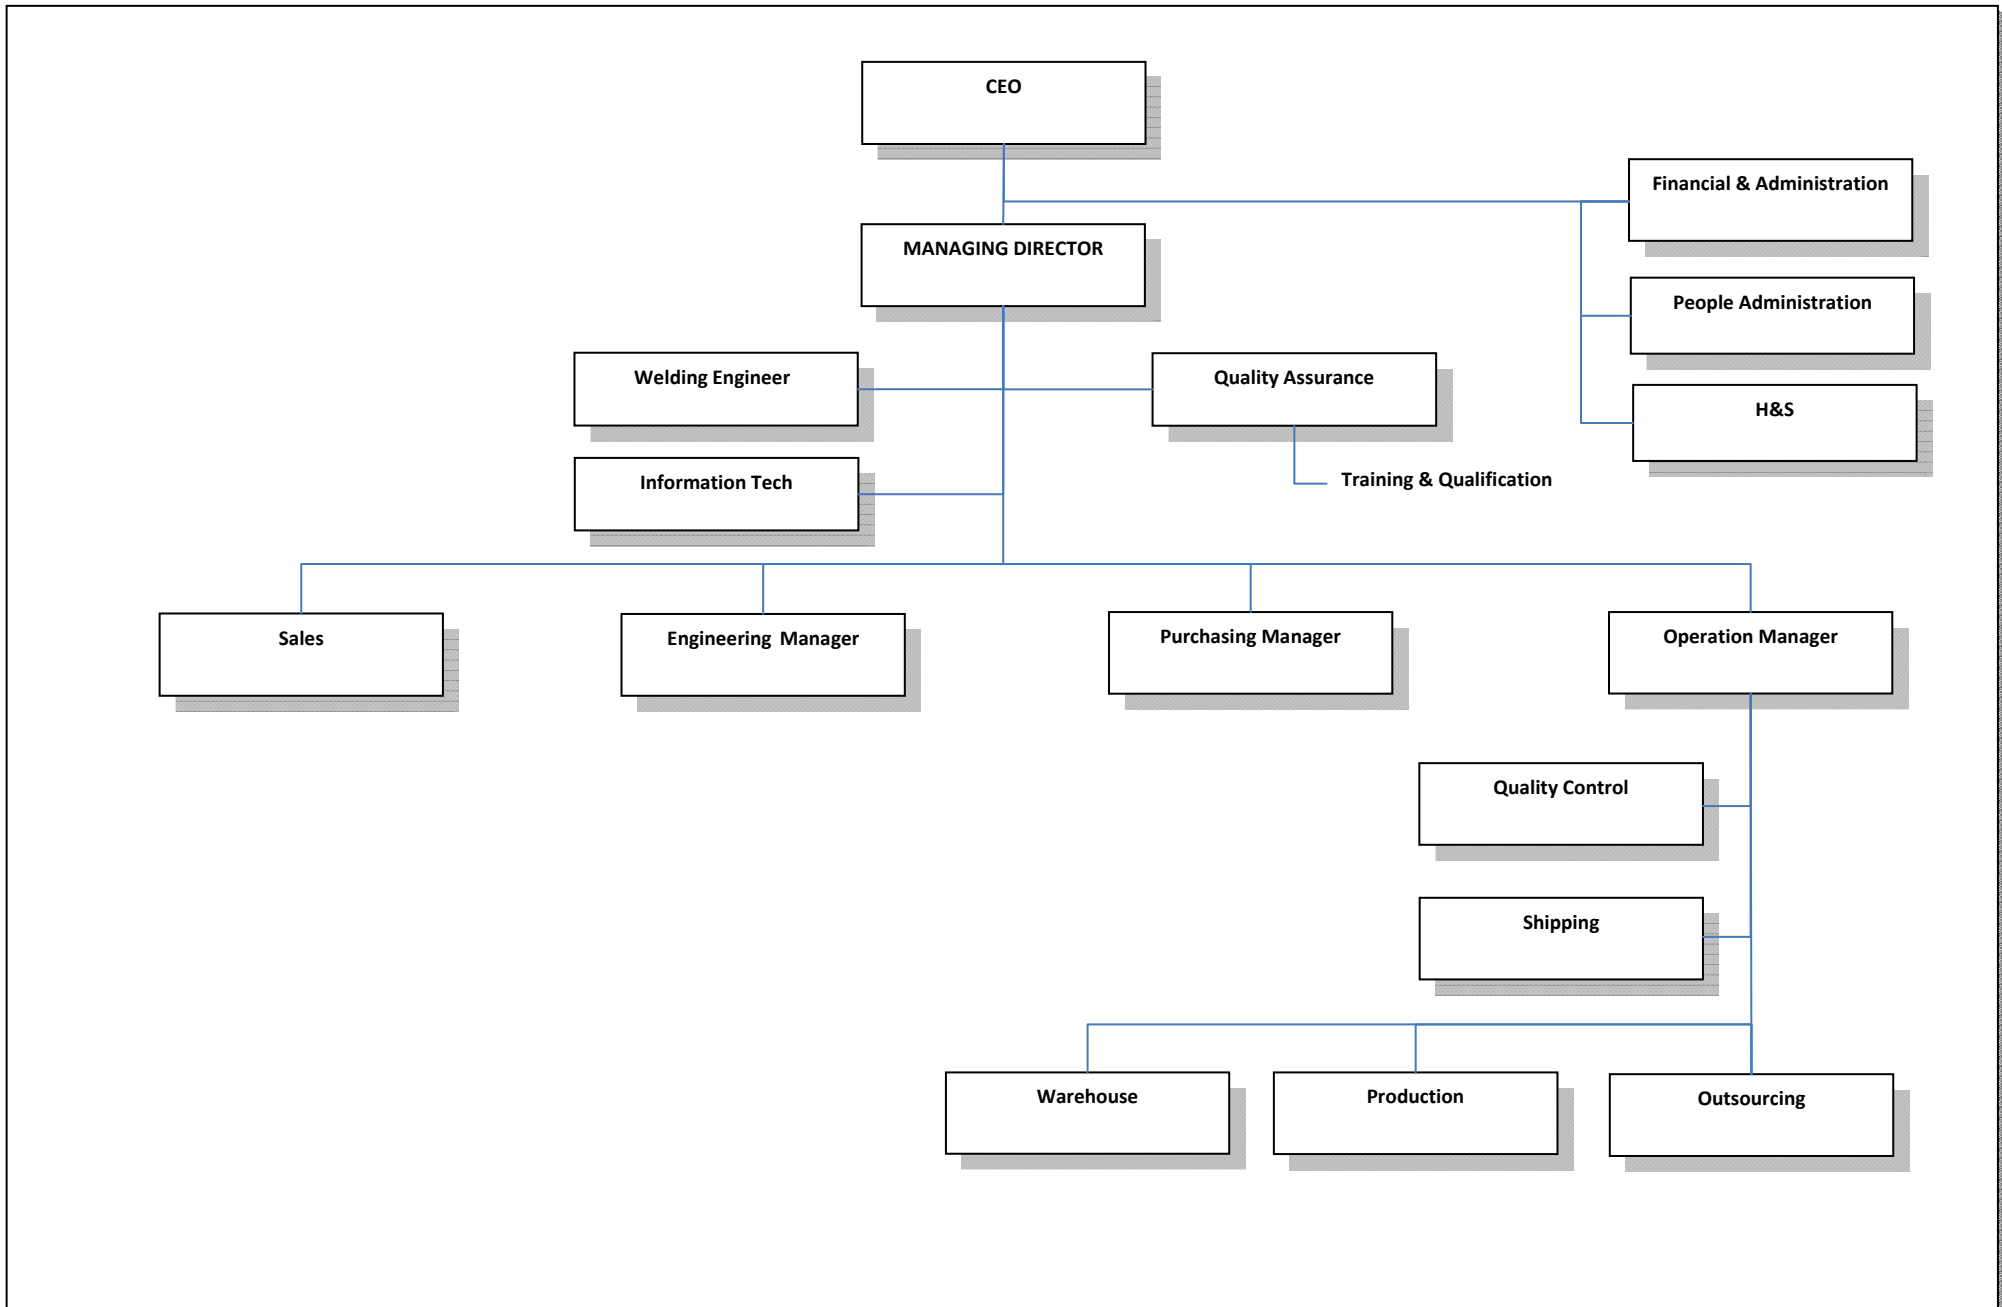 CEO
Financial & Administration
MANAGING DIRECTOR
People Administration
Welding Engineer
Quality Assurance
H&S
Information Tech
Training & Qualification
Sales
Engineering  Manager
Purchasing Manager
Operation Manager
Quality Control
Shipping
Warehouse
Production
Outsourcing